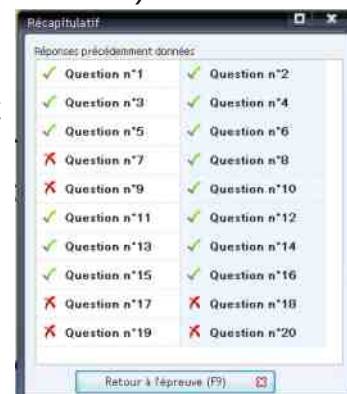 Récapitulatif
Réponses précédemment données
Question n°1 Question n°2
Question n°3 Question n°4
Question n°5 Question n°6
Question n°7 Question n°8
Question n°9 Question n°10
Question n°11 Question n°12
Question n°13 Question n°14
Question n°15 Question n°16
Question n°17 Question n°18
Question n°19 Question n°20
Retour à l'épreuve (F9)